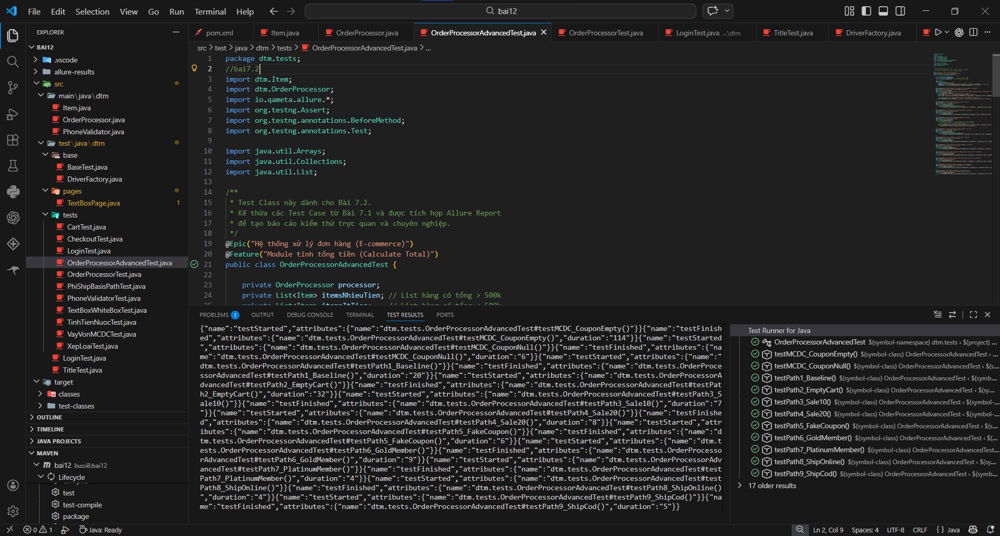 File Edit Selection View Go Run Terminal Help
bai12
EXPLORER
BAI12
.vscode
allure-results
src
main\java\dtm
Item.java
OrderProcessor.java
PhoneValidator.java
test\java\dtm
base
BaseTest.java
DriverFactory.java
pages
TextBoxPage.java 1
tests
CartTest.java
CheckoutTest.java
LoginTest.java
OrderProcessorAdvancedTest.java
OrderProcessorTest.java
PhiShipBasisPathTest.java
PhoneValidatorTest.java
TextBoxWhiteBoxTest.java
TinhTienNuocTest.java
VayVonMCDCTest.java
XepLoaiTest.java
LoginTest.java
TitleTest.java
target
classes
test-classes
OUTLINE
TIMELINE
JAVA PROJECTS
MAVEN
bai12 buoi8:bai12
Lifecycle
test
test-compile
package
pom.xml
Item.java
OrderProcessor.java
OrderProcessorAdvancedTest.java
OrderProcessorTest.java
LoginTest.java ...\dtm
TitleTest.java
DriverFactory.java
src > test > java > dtm > tests > OrderProcessorAdvancedTest.java > ...
1 package dtm.tests;
2 //bai7.2
3 import dtm.Item;
4 import dtm.OrderProcessor;
5 import io.qameta.allure.*;
6 import org.testng.Assert;
7 import org.testng.annotations.BeforeMethod;
8 import org.testng.annotations.Test;
9
10 import java.util.Arrays;
11 import java.util.Collections;
12 import java.util.List;
13
14 /**
15 * Test Class này dành cho Bài 7.2.
16 * Kế thừa các Test Case từ Bài 7.1 và được tích hợp Allure Report
17 * để tạo báo cáo kiểm thử trực quan và chuyên nghiệp.
18 */
19 @Epic("Hệ thống xử lý đơn hàng (E-commerce)")
20 @Feature("Module tính tổng tiền (Calculate Total)")
21 public class OrderProcessorAdvancedTest {
22
23 private OrderProcessor processor;
24 private List<Item> itemsNhieuTien; // List hàng có tổng > 500k
25 private List<Item> itemsItTien; // List hàng có tổng < 500k
PROBLEMS 1 OUTPUT DEBUG CONSOLE TERMINAL TEST RESULTS PORTS
{"name":"testStarted","attributes":{"name":"dtm.tests.OrderProcessorAdvancedTest#testMCDC_CouponEmpty()"}}{"name":"testFinish
ed","attributes":{"name":"dtm.tests.OrderProcessorAdvancedTest#testMCDC_CouponEmpty()","duration":"114"}}{"name":"testStarted
","attributes":{"name":"dtm.tests.OrderProcessorAdvancedTest#testMCDC_CouponNull()"}}{"name":"testFinished","attributes":{"na
me":"dtm.tests.OrderProcessorAdvancedTest#testMCDC_CouponNull()","duration":"6"}}{"name":"testStarted","attributes":{"name":"
dtm.tests.OrderProcessorAdvancedTest#testPath1_Baseline()"}}{"name":"testFinished","attributes":{"name":"dtm.tests.OrderProce
ssorAdvancedTest#testPath1_Baseline()","duration":"20"}}{"name":"testStarted","attributes":{"name":"dtm.tests.OrderProcessorA
dvancedTest#testPath2_EmptyCart()"}}{"name":"testFinished","attributes":{"name":"dtm.tests.OrderProcessorAdvancedTest#testPat
h2_EmptyCart()","duration":"32"}}{"name":"testStarted","attributes":{"name":"dtm.tests.OrderProcessorAdvancedTest#testPath3_S
ale10()"}}{"name":"testFinished","attributes":{"name":"dtm.tests.OrderProcessorAdvancedTest#testPath3_Sale10()","duration":"7
"}}{"name":"testStarted","attributes":{"name":"dtm.tests.OrderProcessorAdvancedTest#testPath4_Sale20()"}}{"name":"testFinishe
d","attributes":{"name":"dtm.tests.OrderProcessorAdvancedTest#testPath4_Sale20()","duration":"8"}}{"name":"testStarted","attr
ibutes":{"name":"dtm.tests.OrderProcessorAdvancedTest#testPath5_FakeCoupon()"}}{"name":"testFinished","attributes":{"name":"d
tm.tests.OrderProcessorAdvancedTest#testPath5_FakeCoupon()","duration":"6"}}{"name":"testStarted","attributes":{"name":"dtm.t
ests.OrderProcessorAdvancedTest#testPath6_GoldMember()"}}{"name":"testFinished","attributes":{"name":"dtm.tests.OrderProcesso
rAdvancedTest#testPath6_GoldMember()","duration":"9"}}{"name":"testStarted","attributes":{"name":"dtm.tests.OrderProcessorAdv
ancedTest#testPath7_PlatinumMember()"}}{"name":"testFinished","attributes":{"name":"dtm.tests.OrderProcessorAdvancedTest#test
Path7_PlatinumMember()","duration":"4"}}{"name":"testStarted","attributes":{"name":"dtm.tests.OrderProcessorAdvancedTest#test
Path8_ShipOnline()"}}{"name":"testFinished","attributes":{"name":"dtm.tests.OrderProcessorAdvancedTest#testPath8_ShipOnline()
","duration":"4"}}{"name":"testStarted","attributes":{"name":"dtm.tests.OrderProcessorAdvancedTest#testPath9_ShipCod()"}}{"na
me":"testFinished","attributes":{"name":"dtm.tests.OrderProcessorAdvancedTest#testPath9_ShipCod()","duration":"5"}}
Test Runner for Java
OrderProcessorAdvancedTest $(symbol-namespace) dtm.tests < $(project) ...
testMCDC_CouponEmpty() $(symbol-class) OrderProcessorAdvancedTest < ...
testMCDC_CouponNull() $(symbol-class) OrderProcessorAdvancedTest < $(s...
testPath1_Baseline() $(symbol-class) OrderProcessorAdvancedTest < $(symb...
testPath2_EmptyCart() $(symbol-class) OrderProcessorAdvancedTest < $(sy...
testPath3_Sale10() $(symbol-class) OrderProcessorAdvancedTest < $(symbol-...
testPath4_Sale20() $(symbol-class) OrderProcessorAdvancedTest < $(symbol-...
testPath5_FakeCoupon() $(symbol-class) OrderProcessorAdvancedTest < $(s...
testPath6_GoldMember() $(symbol-class) OrderProcessorAdvancedTest < $(s...
testPath7_PlatinumMember() $(symbol-class) OrderProcessorAdvancedTest...
testPath8_ShipOnline() $(symbol-class) OrderProcessorAdvancedTest < $(sy...
testPath9_ShipCod() $(symbol-class) OrderProcessorAdvancedTest < $(symb...
17 older results
0 1 Java: Ready
Ln 2, Col 9 Spaces: 4 UTF-8 CRLF { } Java